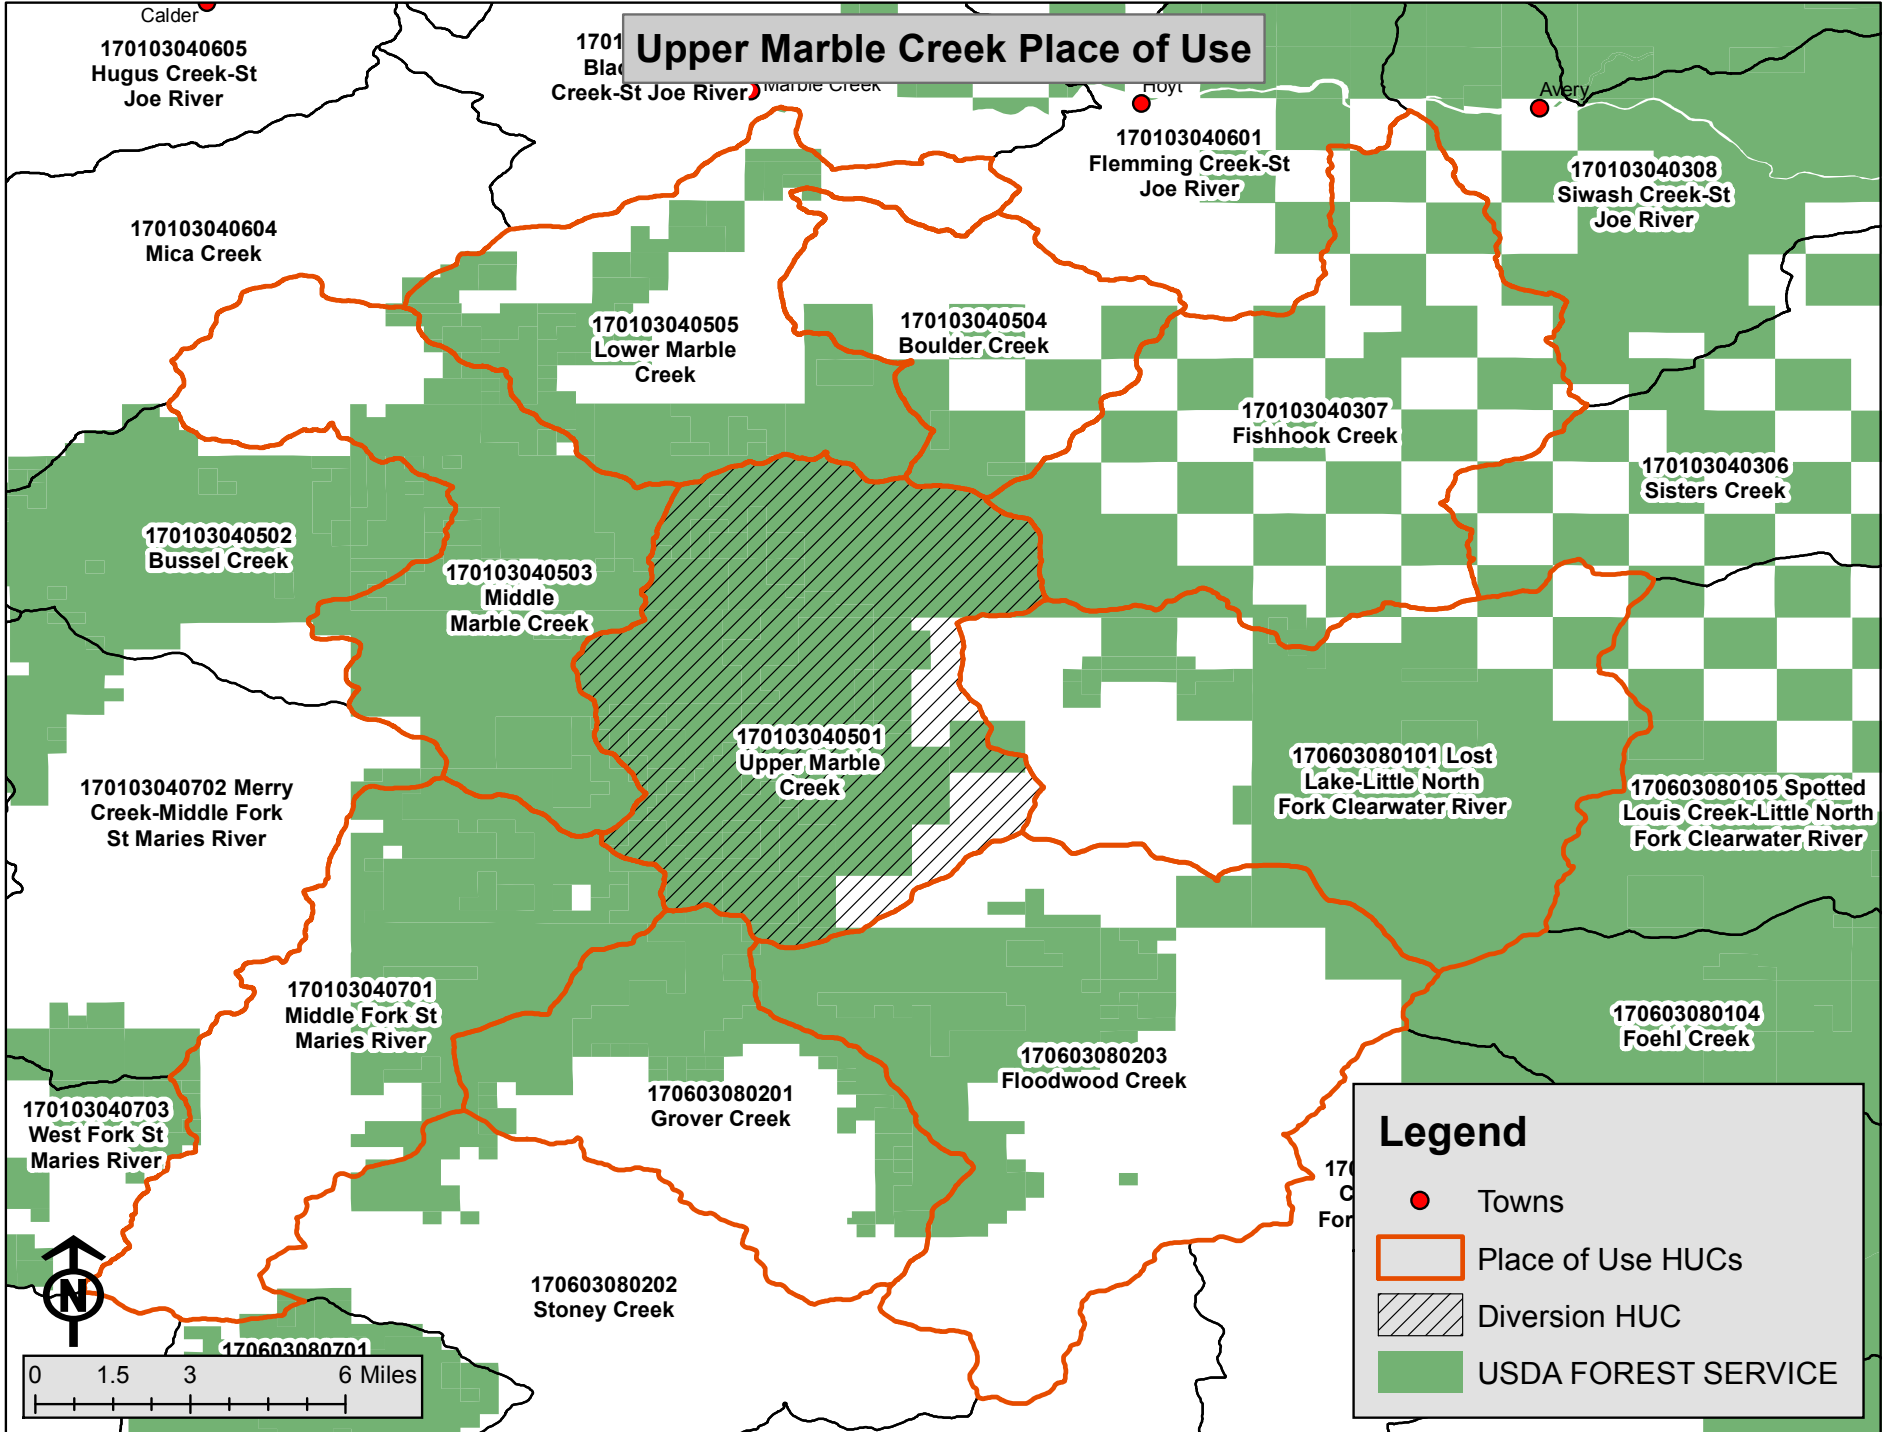 Upper Marble Creek Place of Use
Calder
170103040605
Hugus Creek-St
Joe River
Creek-St Joe River
Marble Creek
Hoyt
Avery
170103040601
Flemming Creek-St
Joe River
170103040308
Siwash Creek-St
Joe River
170103040604
Mica Creek
170103040505
Lower Marble
Creek
170103040504
Boulder Creek
170103040307
Fishhook Creek
170103040306
Sisters Creek
170103040502
Bussel Creek
170103040503
Middle
Marble Creek
170103040501
Upper Marble
Creek
170103040702 Merry
Creek-Middle Fork
St Maries River
170603080101 Lost
Lake-Little North
Fork Clearwater River
170603080105 Spotted
Louis Creek-Little North
Fork Clearwater River
170103040701
Middle Fork St
Maries River
170603080104
Foehl Creek
170603080203
Floodwood Creek
170603080201
Grover Creek
170103040703
West Fork St
Maries River
170603080202
Stoney Creek
170603080701
N
0 1.5 3 6 Miles
Legend
Towns
Place of Use HUCs
Diversion HUC
USDA FOREST SERVICE